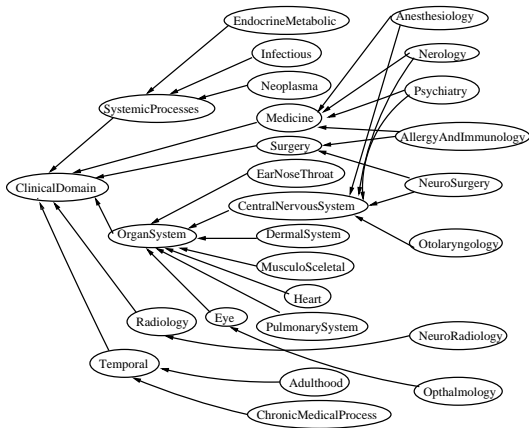 EndocrineMetabolic
Anesthesiology
Infectious
Nerology
Neoplasma
Psychiatry
SystemicProcesses
Medicine
AllergyAndImmunology
Surgery
EarNoseThroat
ClinicalDomain
NeuroSurgery
CentralNervousSystem
OrganSystem
DermalSystem
Otolaryngology
MusculoSceletal
Heart
Eye
Radiology
PulmonarySystem
NeuroRadiology
Temporal
Adulthood
Opthalmology
ChronicMedicalProcess